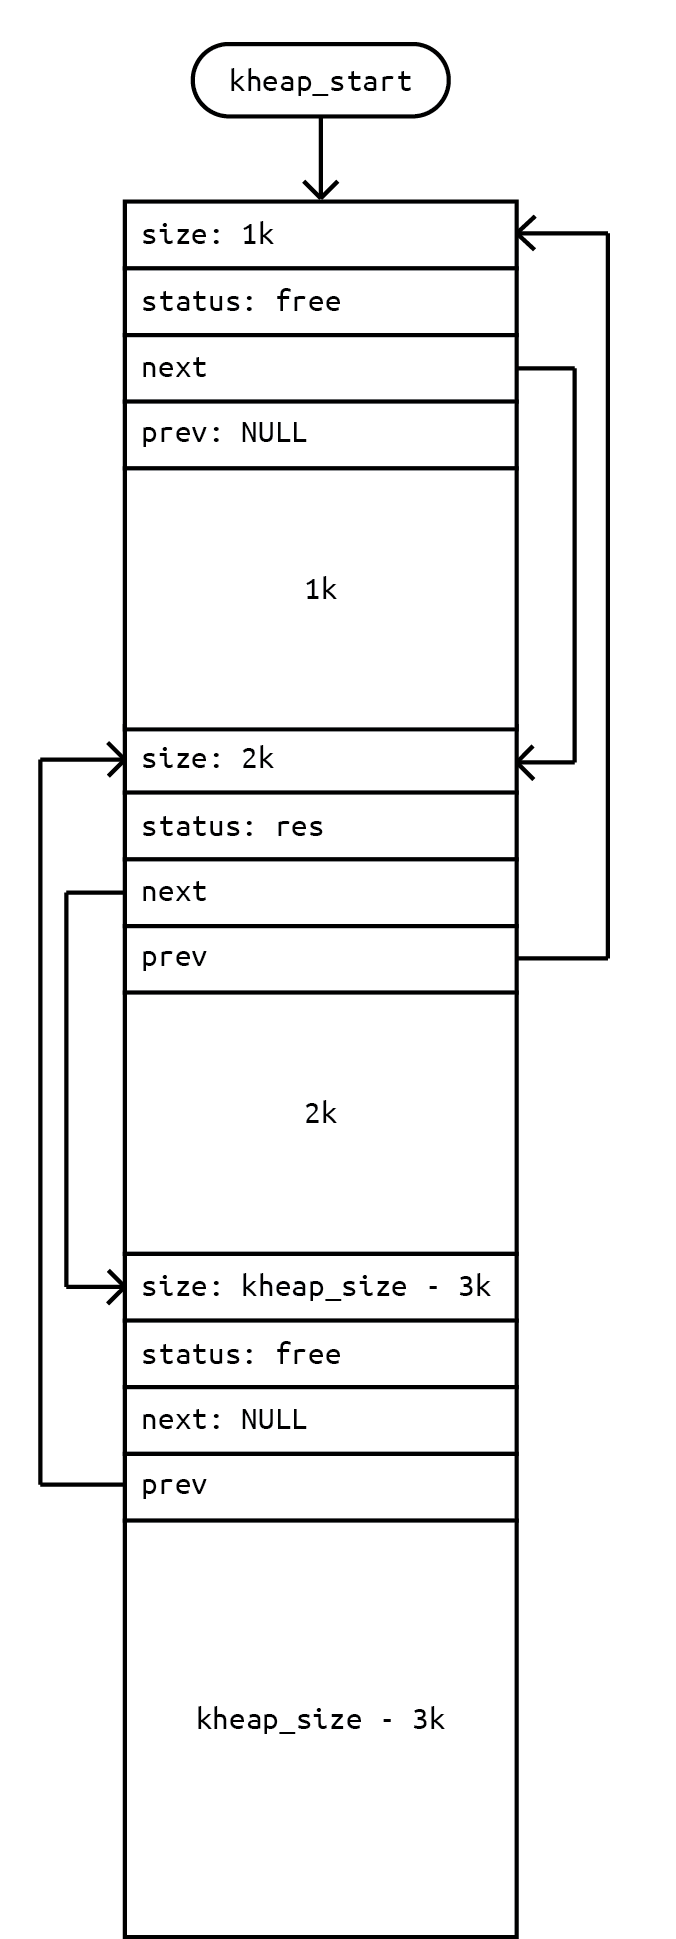 kheap_start
size: 1k
status: free
next
prev: NULL
1k
size: 2k
status: res
next
prev
2k
size: kheap_size - 3k
status: free
next: NULL
prev
kheap_size - 3k